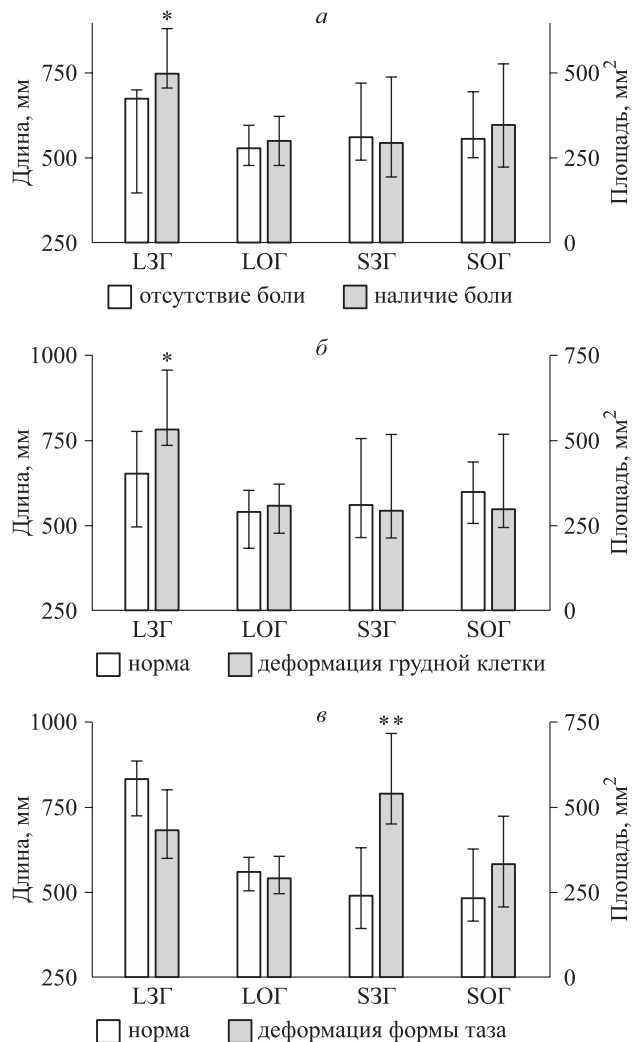 а
*
Длина, мм
750
500
250
Площадь, мм²
500
250
0
LЗГ LОГ SЗГ SОГ
отсутствие боли наличие боли
б
*
Длина, мм
1000
750
500
250
Площадь, мм²
750
500
250
0
LЗГ LОГ SЗГ SОГ
норма деформация грудной клетки
в
**
Длина, мм
1000
750
500
250
Площадь, мм²
750
500
250
0
LЗГ LОГ SЗГ SОГ
норма деформация формы таза